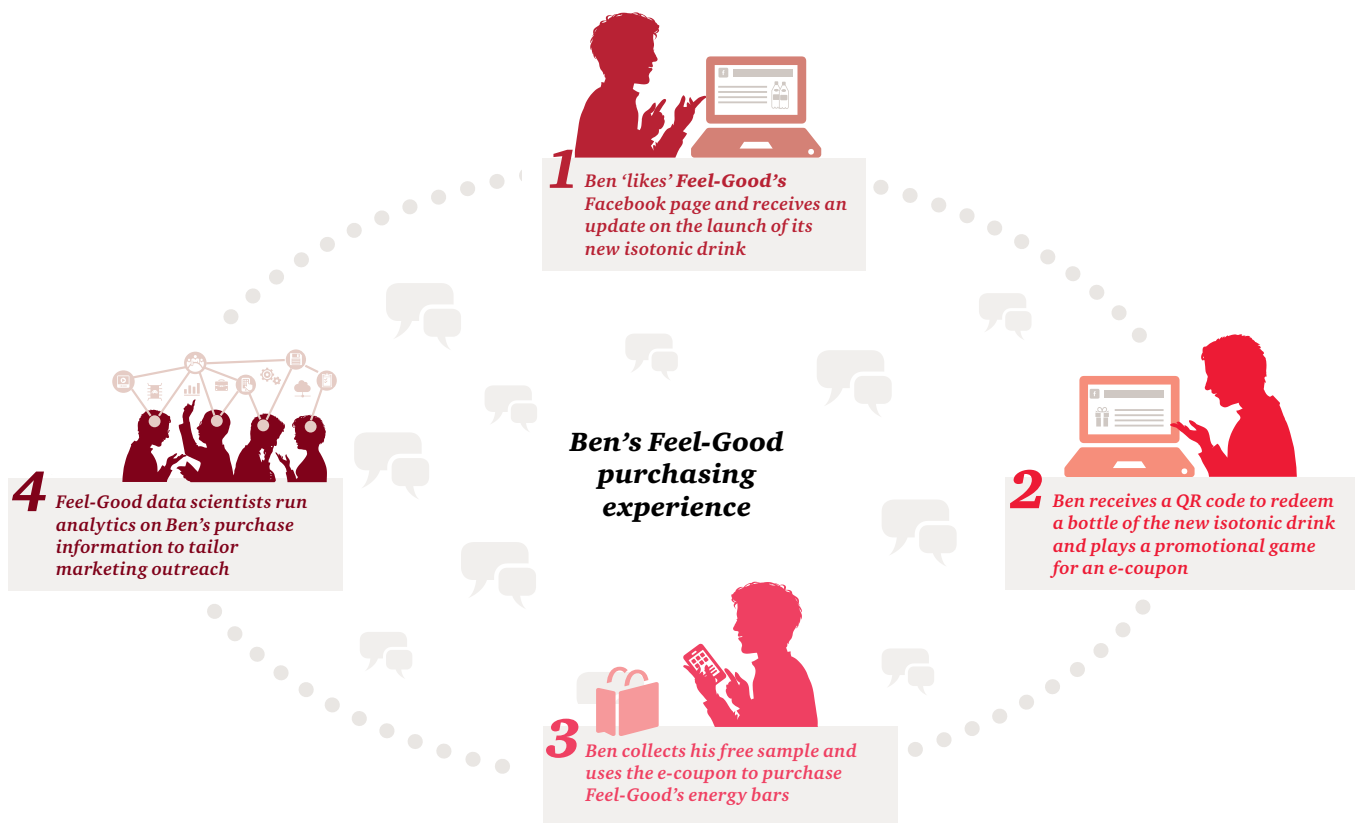 1
Ben ‘likes’ Feel-Good’s
Facebook page and receives an
update on the launch of its
new isotonic drink
2
Ben receives a QR code to redeem
a bottle of the new isotonic drink
and plays a promotional game
for an e-coupon
3
Ben collects his free sample and
uses the e-coupon to purchase
Feel-Good’s energy bars
4
Feel-Good data scientists run
analytics on Ben’s purchase
information to tailor
marketing outreach
Ben’s Feel-Good
purchasing
experience